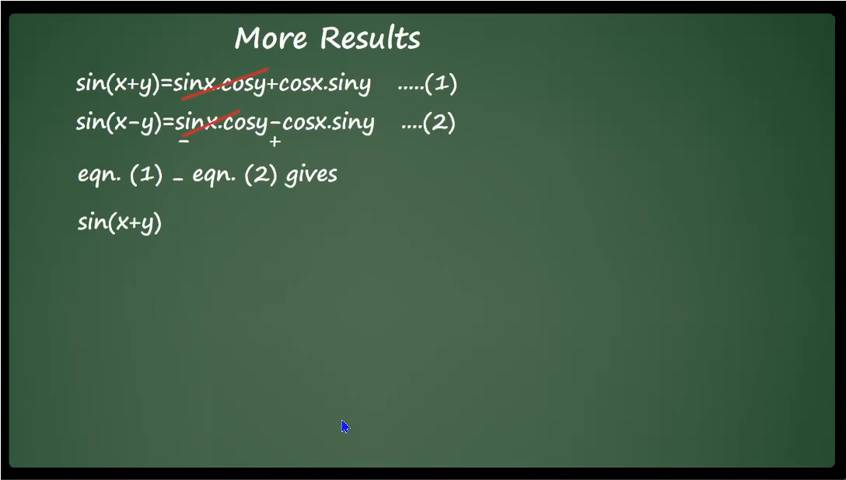 More Results
sin(x+y)=sinx.cosy+cosx.siny .....(1)
sin(x-y)=sinx.cosy-cosx.siny ....(2)
- +
eqn. (1) - eqn. (2) gives
sin(x+y)